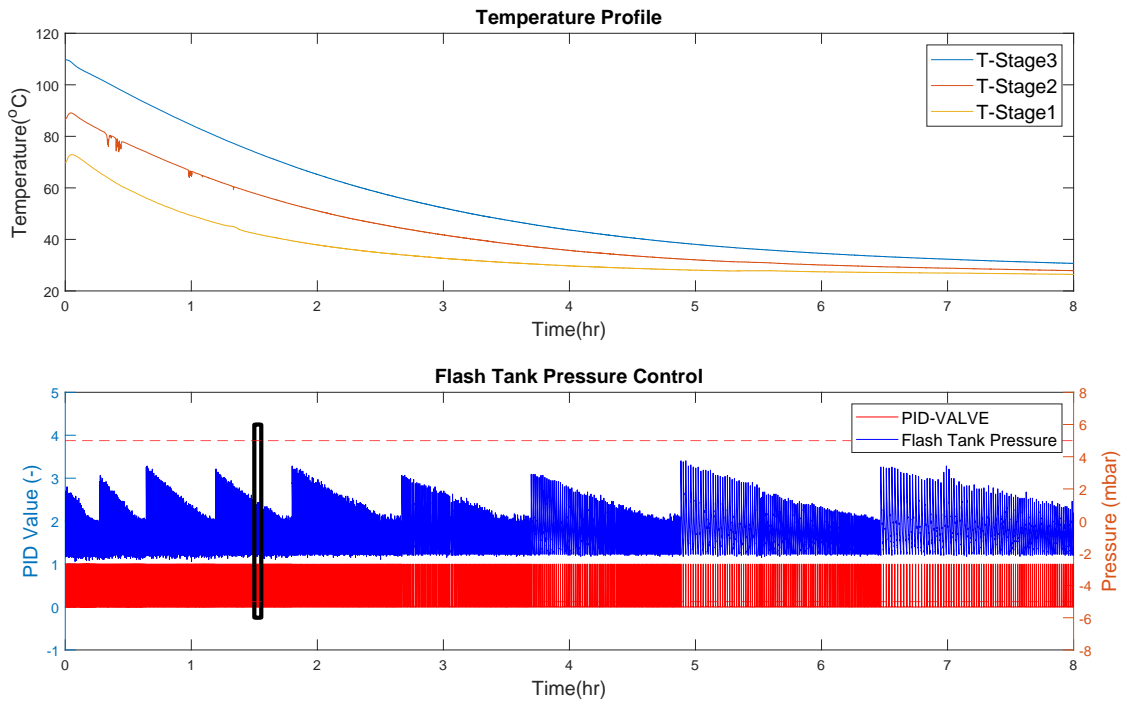 Temperature Profile
120
100
80
60
40
20
Temperature(°C)
T-Stage3
T-Stage2
T-Stage1
0 1 2 3 4 5 6 7 8
Time(hr)
Flash Tank Pressure Control
5
4
3
2
1
0
-1
PID Value (-)
PID-VALVE
Flash Tank Pressure
8
6
4
2
0
-2
-4
-6
-8
Pressure (mbar)
0 1 2 3 4 5 6 7 8
Time(hr)